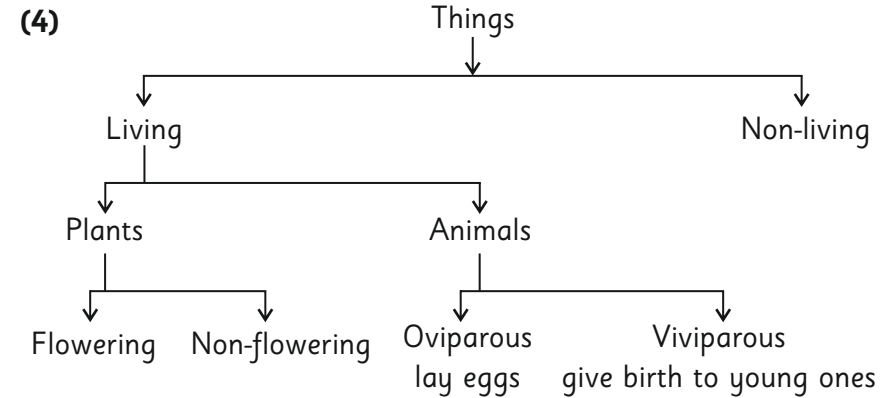 (4)
Things
Living
Non-living
Plants
Animals
Flowering
Non-flowering
Oviparous
lay eggs
Viviparous
give birth to young ones